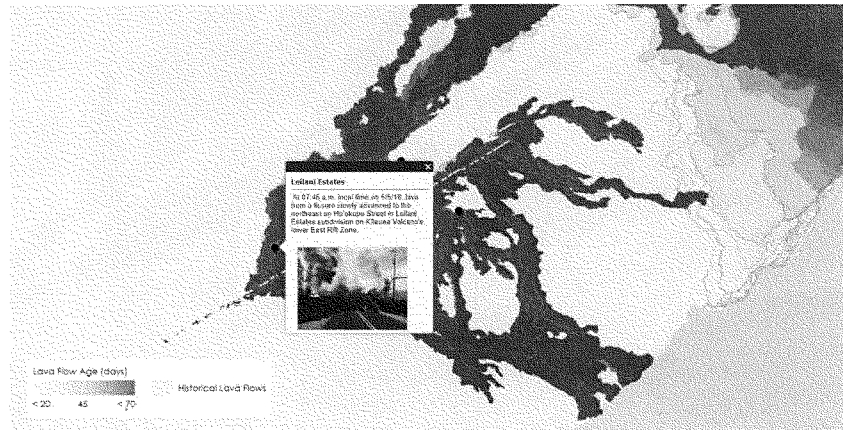 Leilani Estates
At 07:45 a.m. local time on 5/5/18, lava
from a fissure slowly advanced to the
northeast on Ho'okupu Street in Leilani
Estates subdivision on Kīlauea Volcano's
lower East Rift Zone.
Lava Flow Age (days)
Historical Lava Flows
< 20 45 < 70